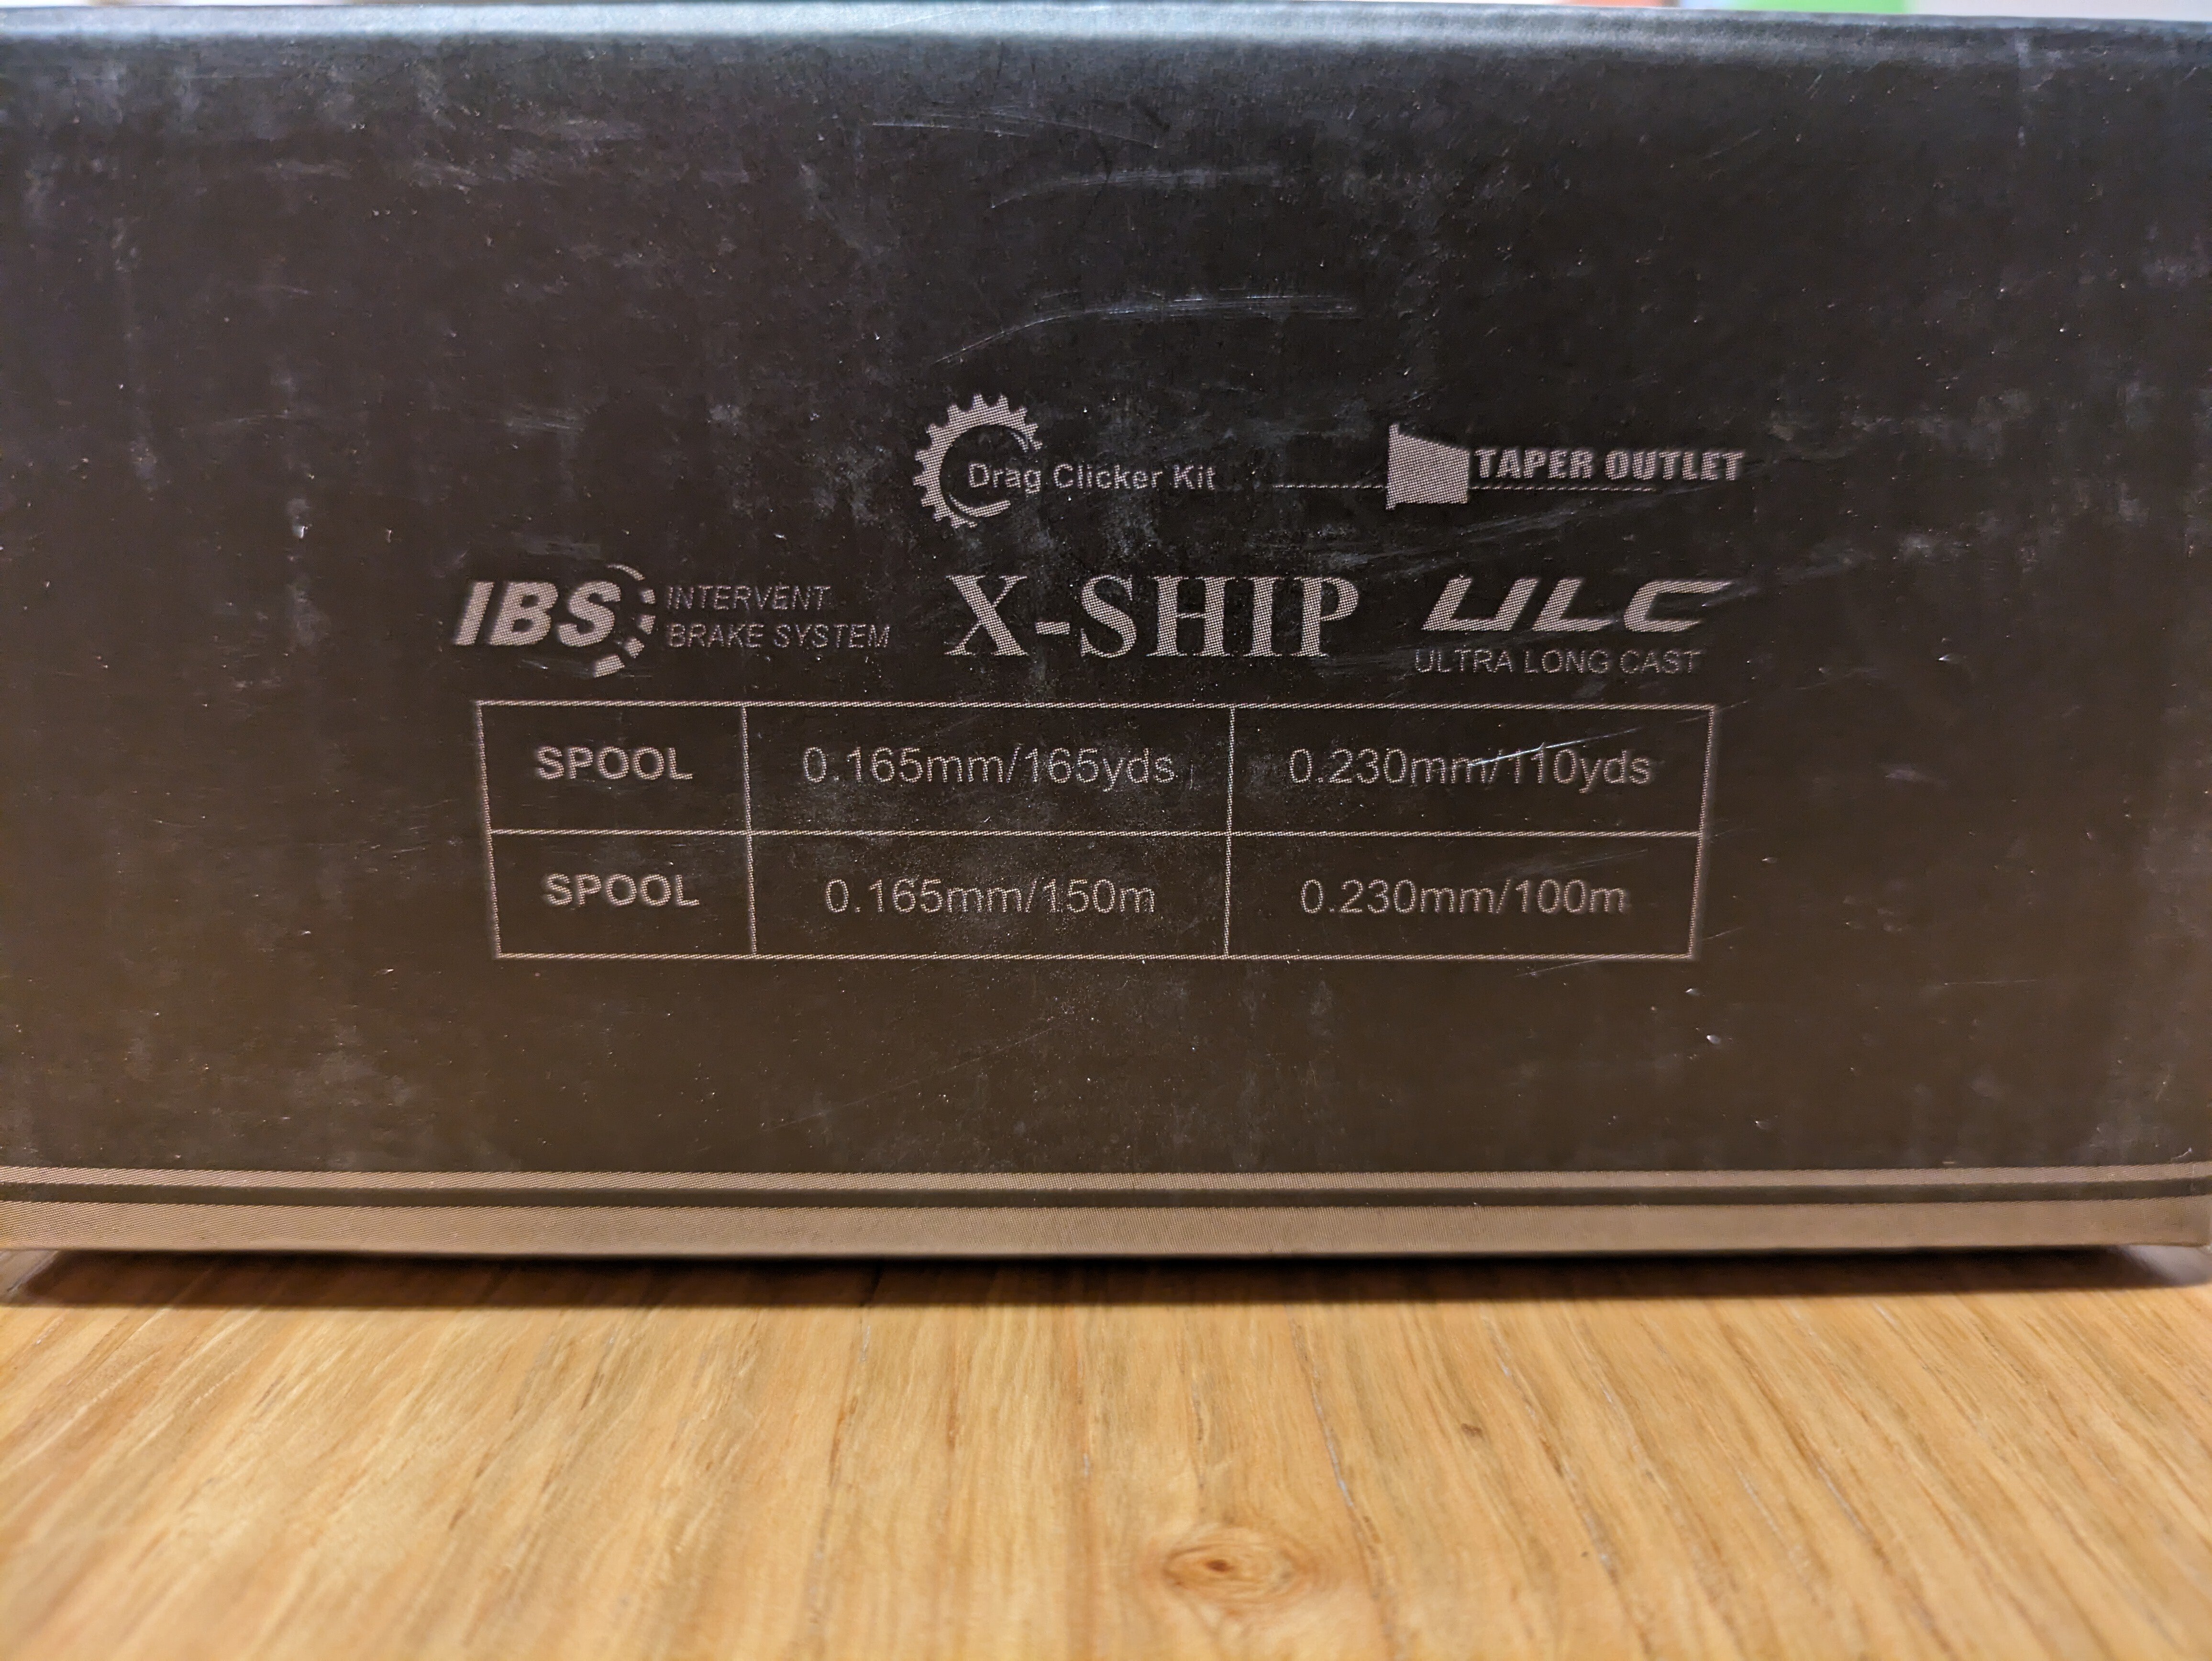 Drag Clicker Kit
TAPER OUTLET
IBS INTERVENT
BRAKE SYSTEM
X-SHIP
ULC
ULTRA LONG CAST
SPOOL 0.165mm/165yds 0.230mm/110yds
SPOOL 0.165mm/150m 0.230mm/100m